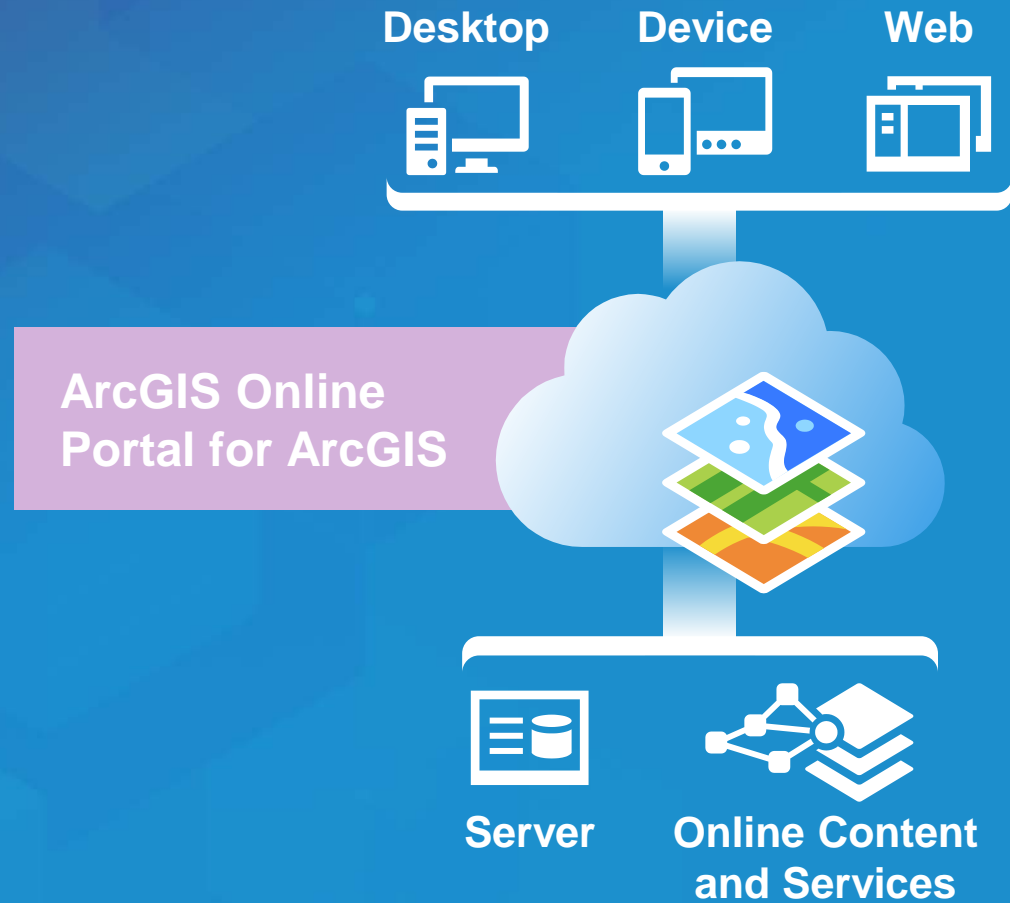 Desktop
Device
Web
ArcGIS Online
Portal for ArcGIS
Server
Online Content
and Services